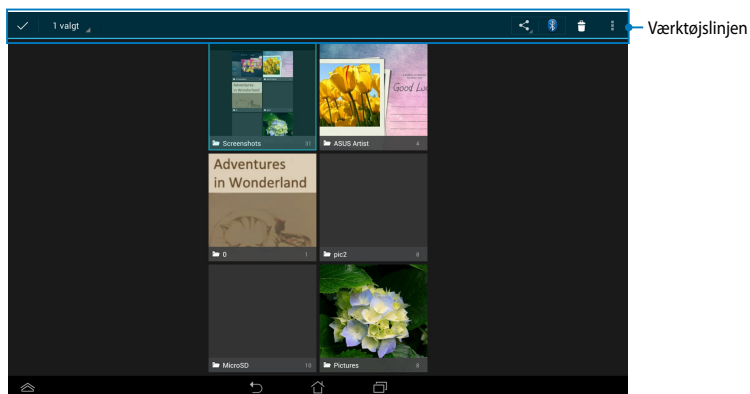 1 valgt
Værktøjslinjen
Good Lu
Screenshots 31
ASUS Artist 4
Adventures
in Wonderland
0 1
pic2 8
MicroSD 10
Pictures 8